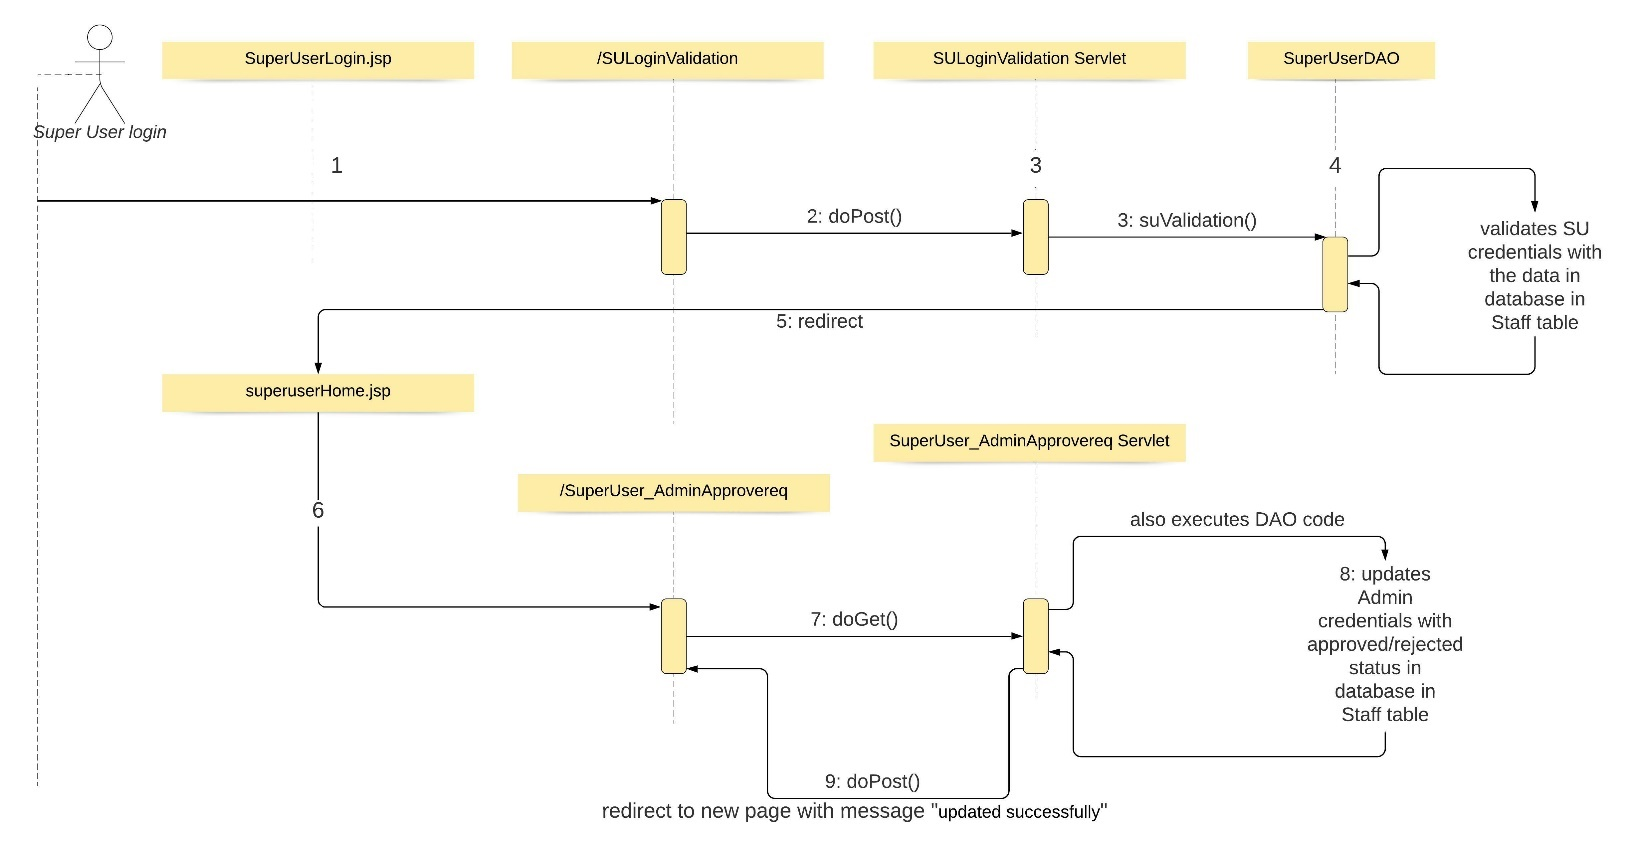 SuperUserLogin.jsp
/SULoginValidation
SULoginValidation Servlet
SuperUserDAO
Super User login
1
3
4
2: doPost()
3: suValidation()
validates SU
credentials with
the data in
database in
Staff table
5: redirect
superuserHome.jsp
SuperUser_AdminApprovereq Servlet
/SuperUser_AdminApprovereq
6
also executes DAO code
8: updates
Admin
credentials with
approved/rejected
status in
database in
Staff table
7: doGet()
9: doPost()
redirect to new page with message "updated successfully"